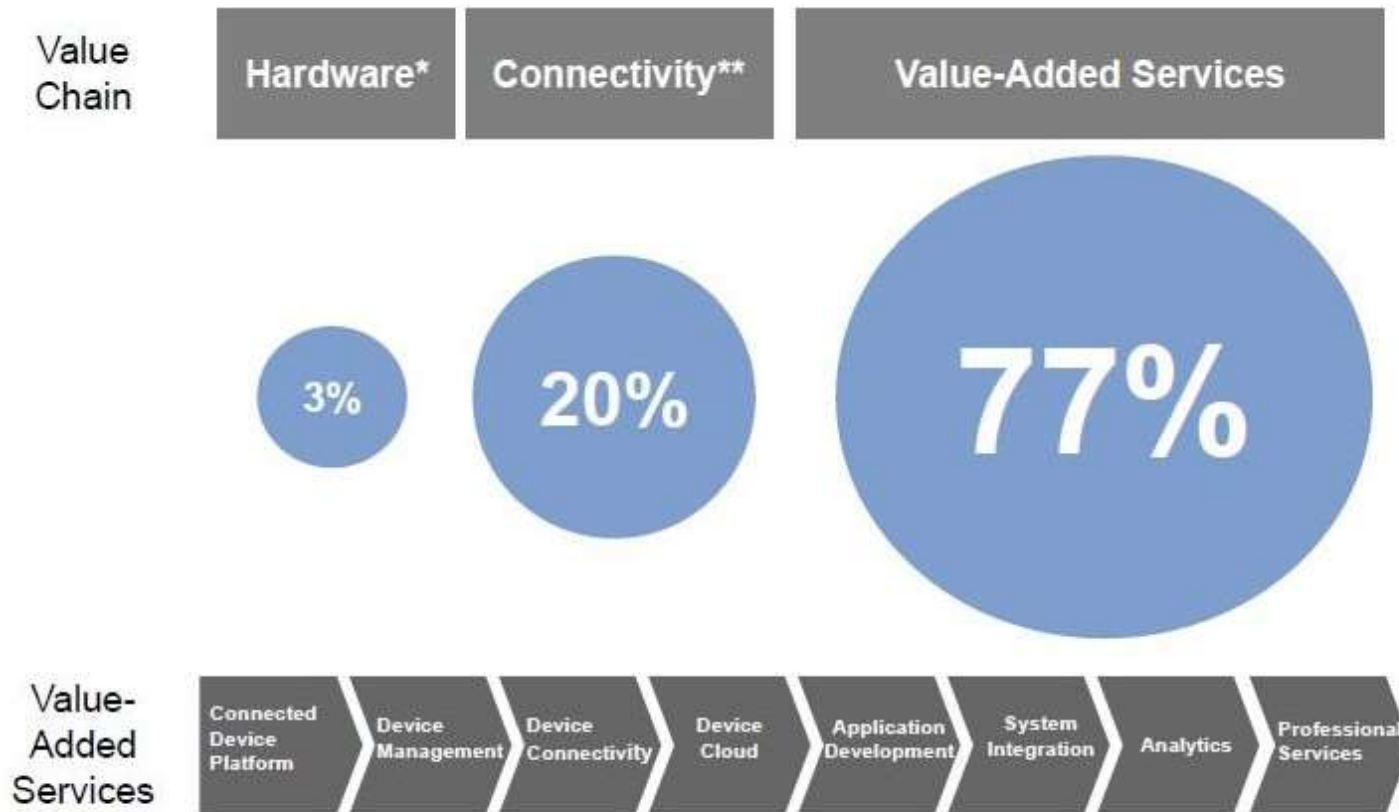 Value
Chain
Hardware*
Connectivity**
Value-Added Services
3%
20%
77%
Value-
Added
Services
Connected
Device
Platform
Device
Management
Device
Connectivity
Device
Cloud
Application
Development
System
Integration
Analytics
Professional
Services